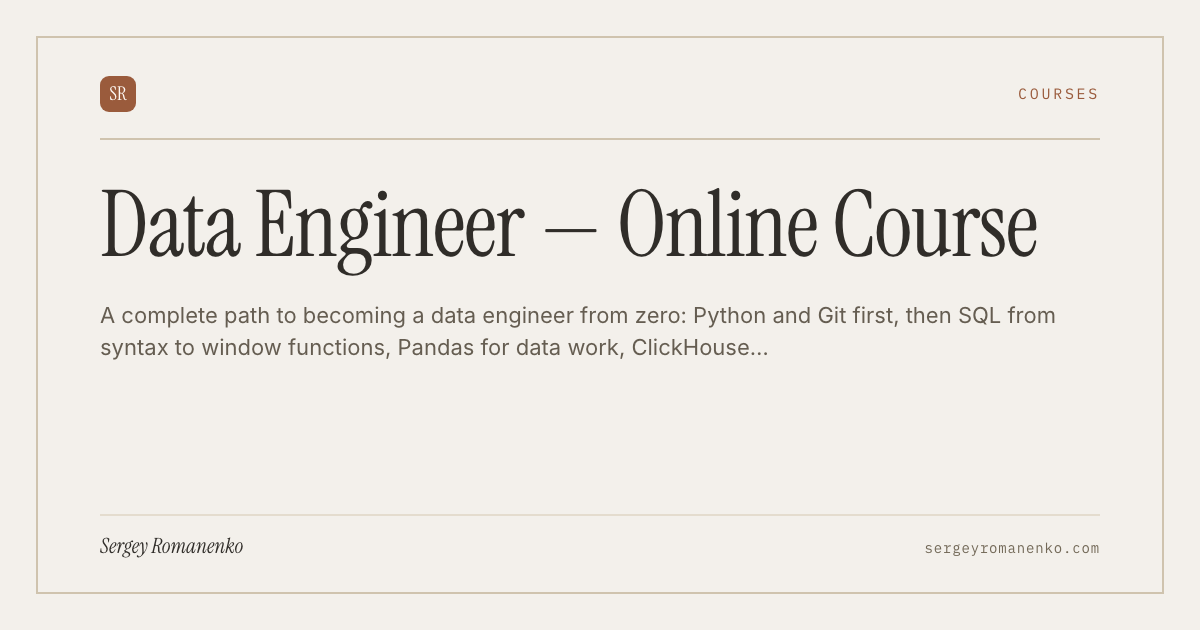 SR
COURSES
Data Engineer — Online Course
A complete path to becoming a data engineer from zero: Python and Git first, then SQL from
syntax to window functions, Pandas for data work, ClickHouse...
Sergey Romanenko
sergeyromanenko.com